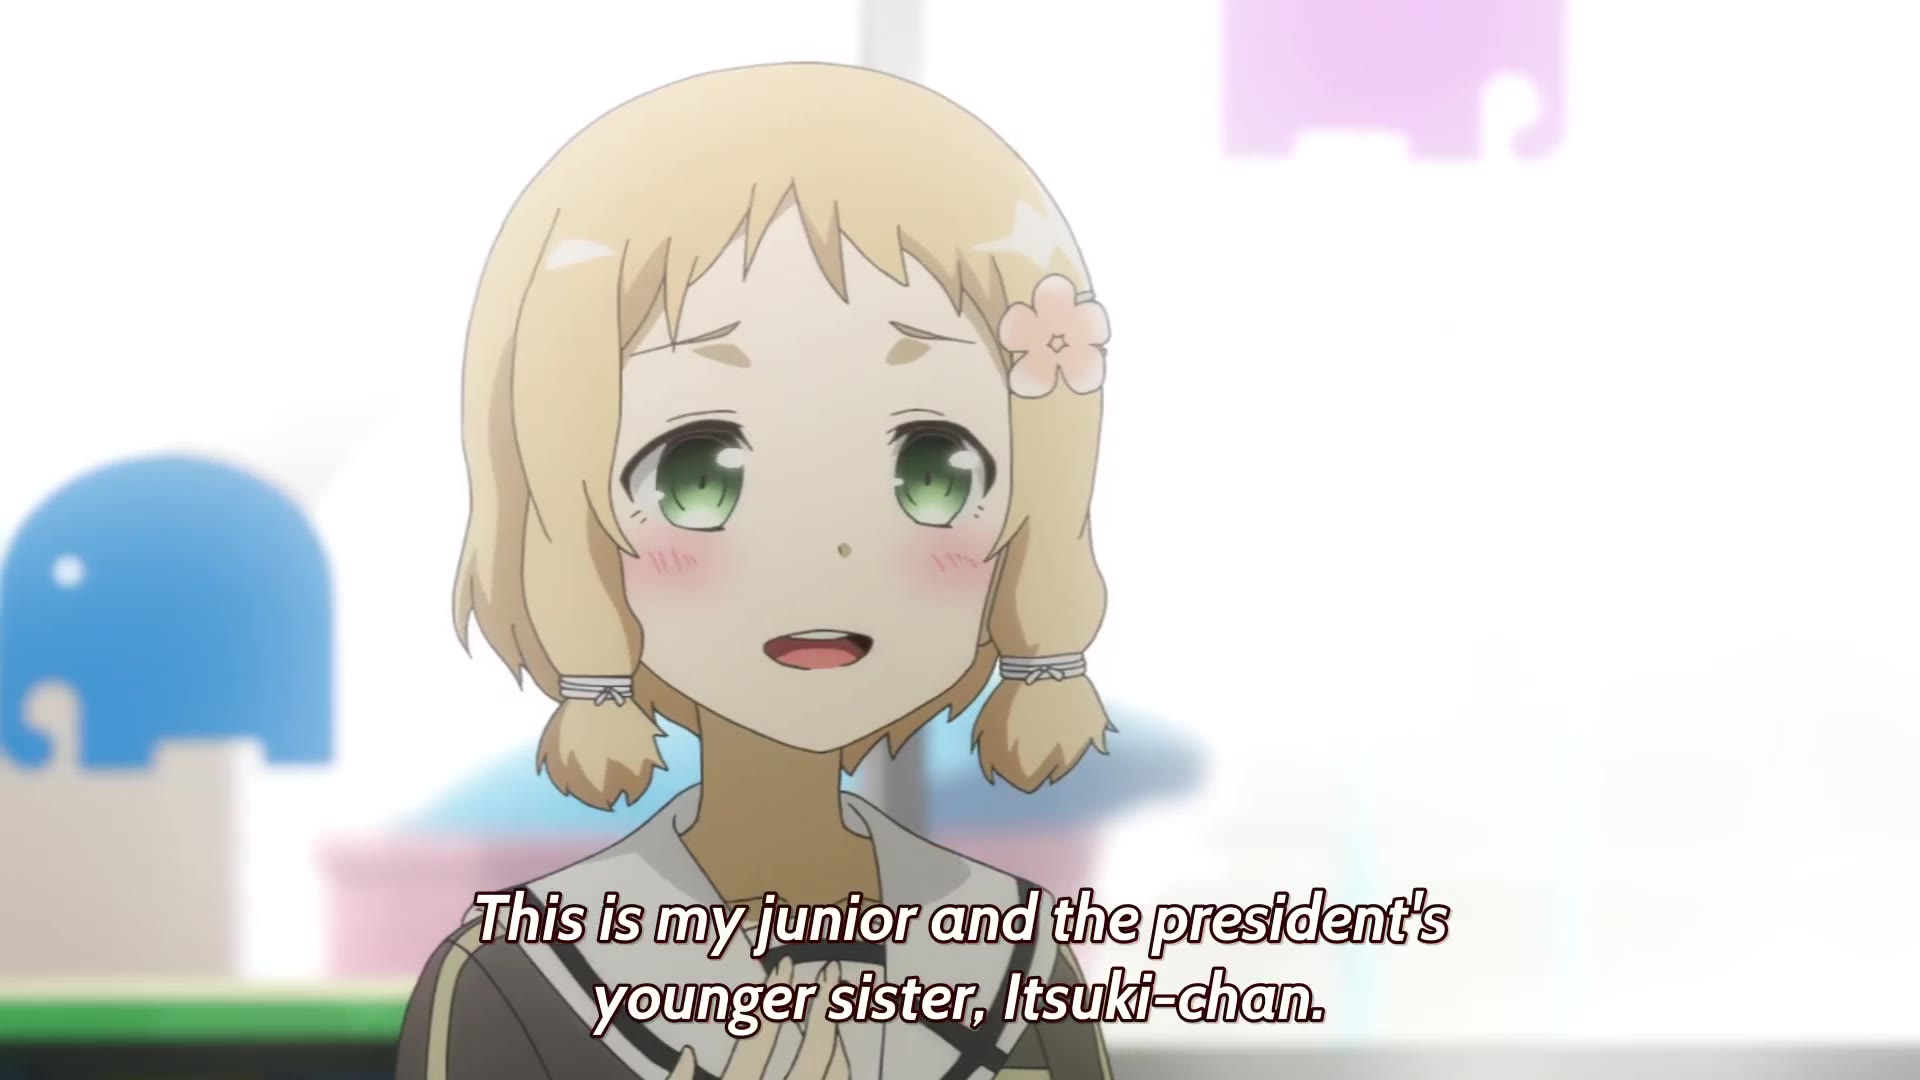 This is my junior and the president's
younger sister, Itsuki-chan.